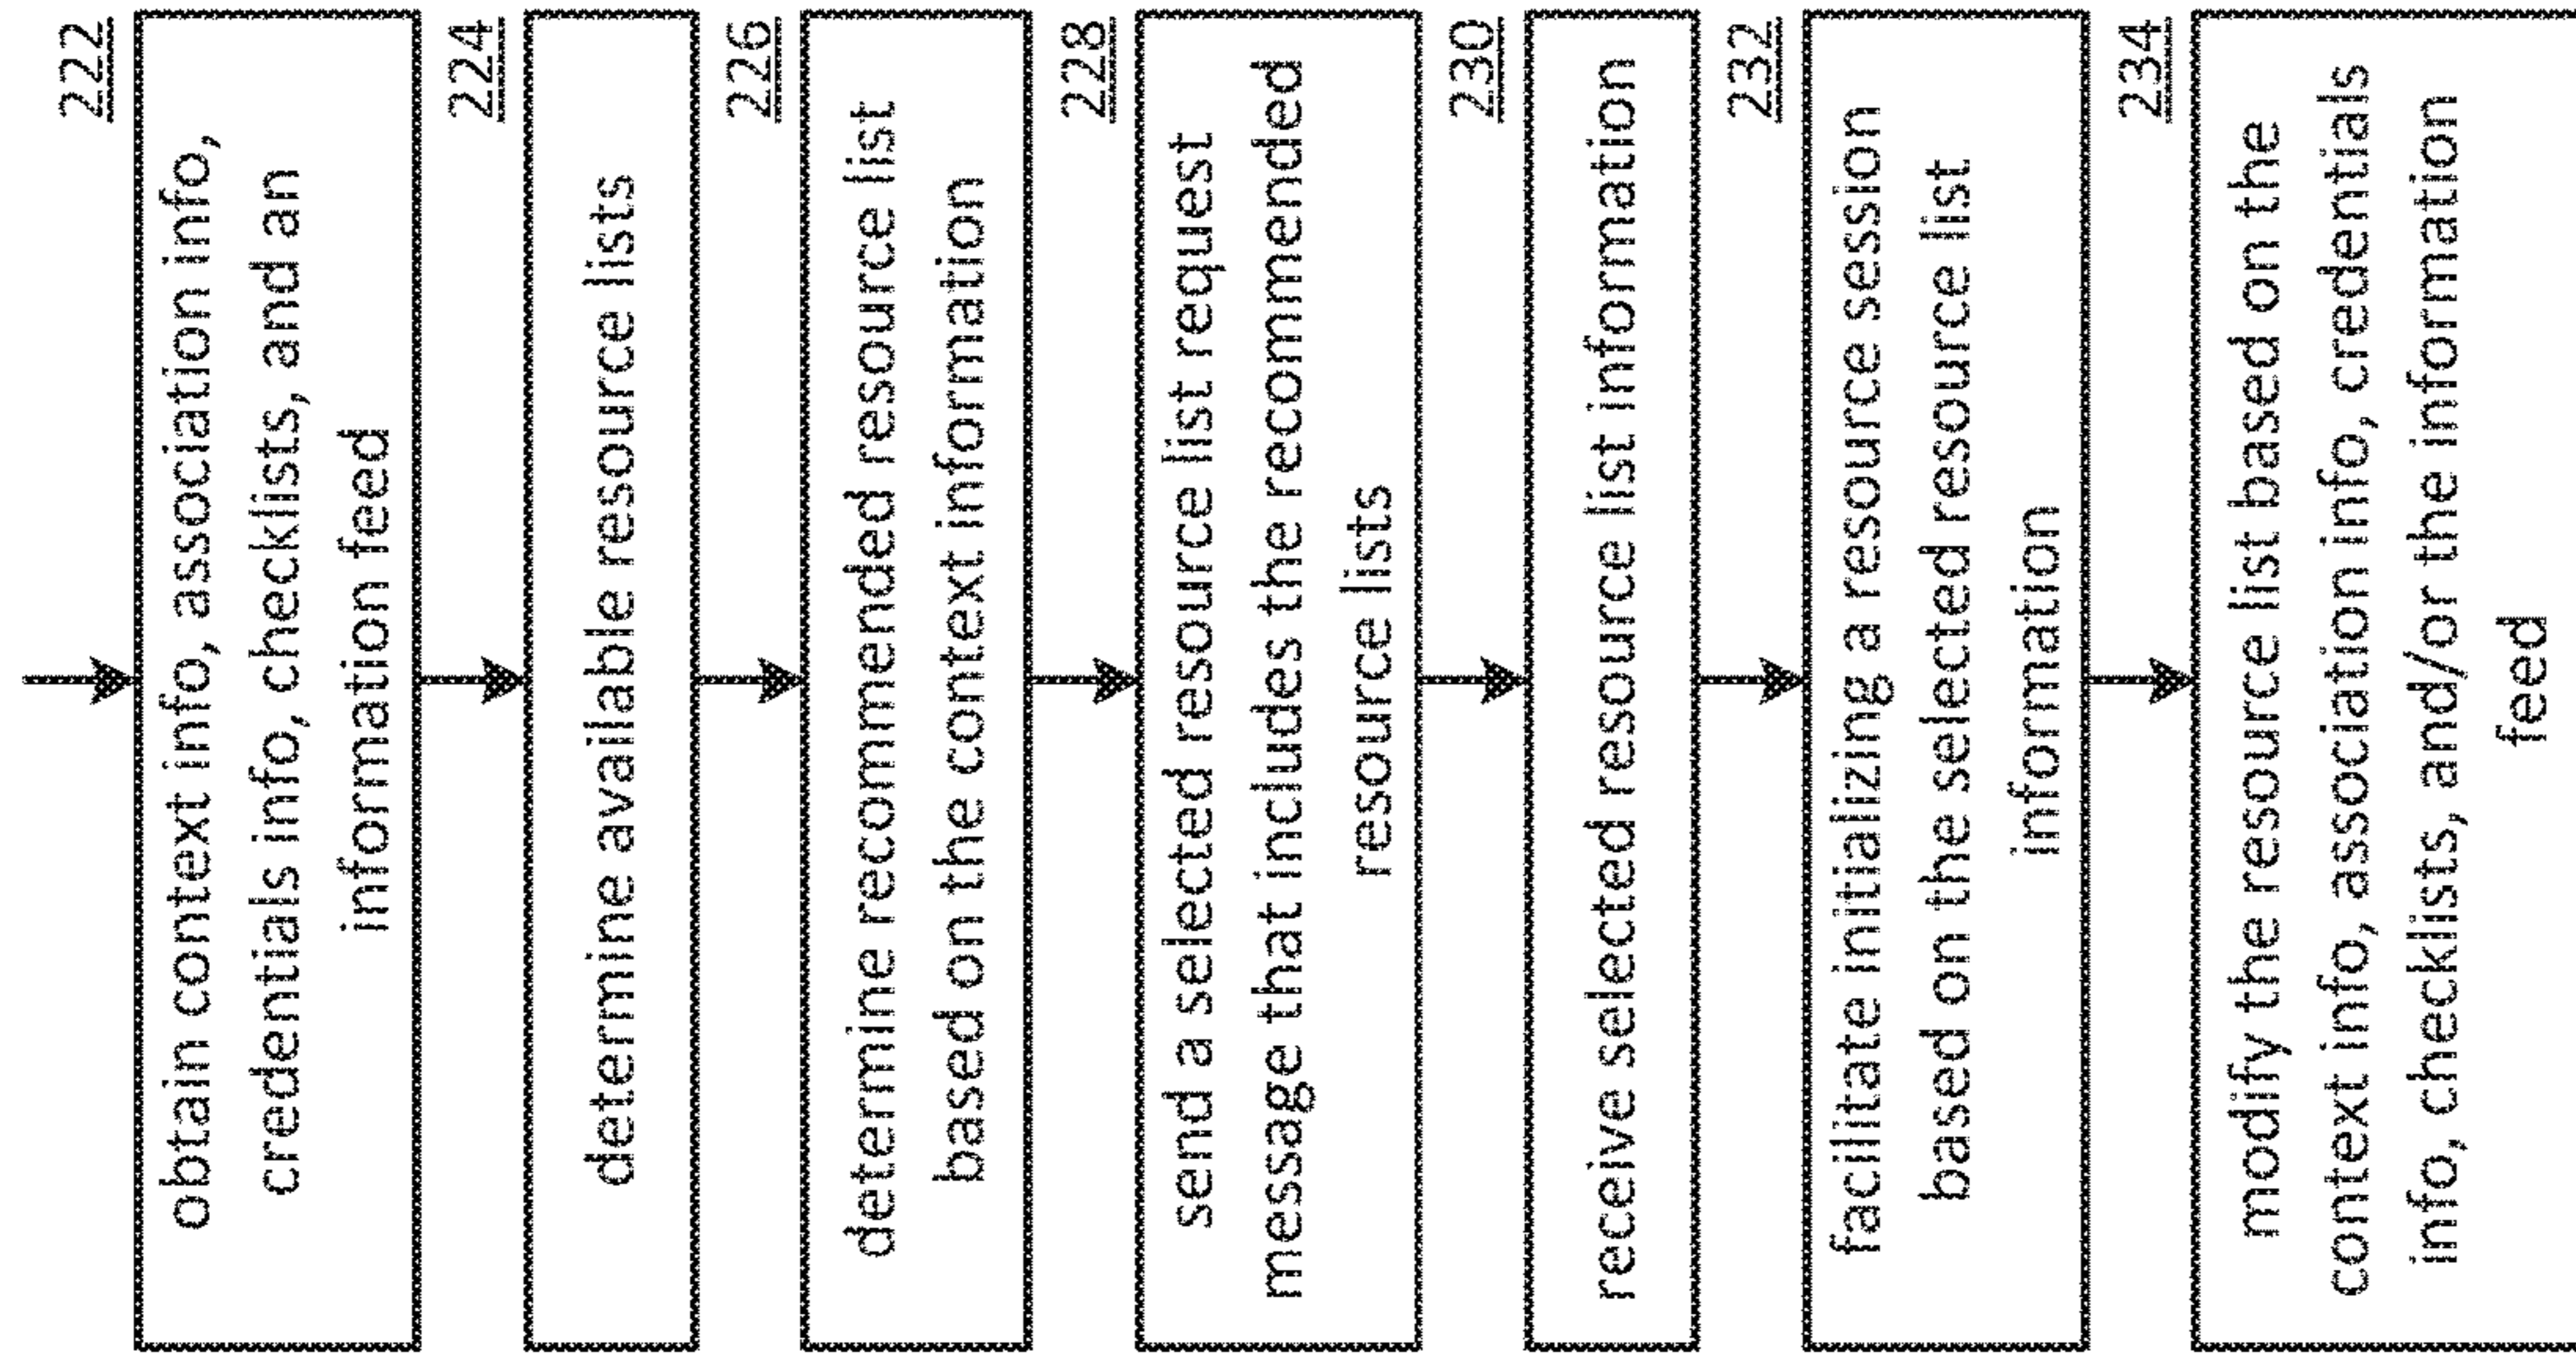 222
obtain context info, association info,
credentials info, checklists, and an
information feed
224
determine available resource lists
226
determine recommended resource list
based on the context information
228
send a selected resource list request
message that includes the recommended
resource lists
230
receive selected resource list information
232
facilitate initializing a resource session
based on the selected resource list
information
234
modify the resource list based on the
context info, association info, credentials
info, checklists, and/or the information
feed